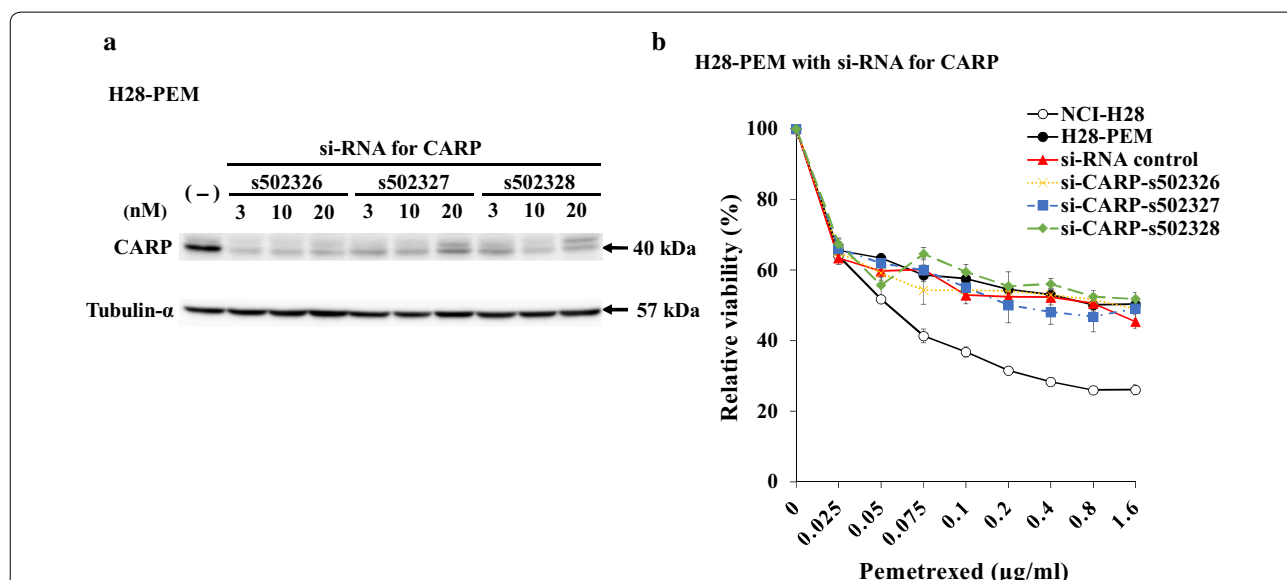 a
H28-PEM
si-RNA for CARP
(–) s502326 s502327 s502328
(nM) 3 10 20 3 10 20 3 10 20
CARP 40 kDa
Tubulin-α 57 kDa
b
H28-PEM with si-RNA for CARP
NCI-H28
H28-PEM
si-RNA control
si-CARP-s502326
si-CARP-s502327
si-CARP-s502328
Relative viability (%)
100
80
60
40
20
0
0 0.025 0.05 0.075 0.1 0.2 0.4 0.8 1.6
Pemetrexed (µg/ml)